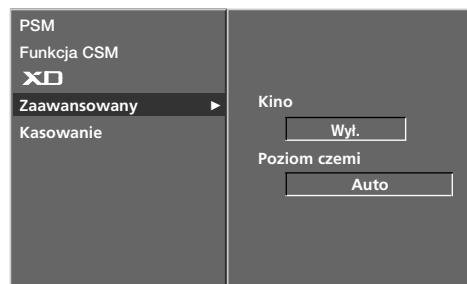 PSM
Funkcja CSM
XD
Zaawansowany ►
Kasowanie
Kino
Wył.
Poziom czemi
Auto